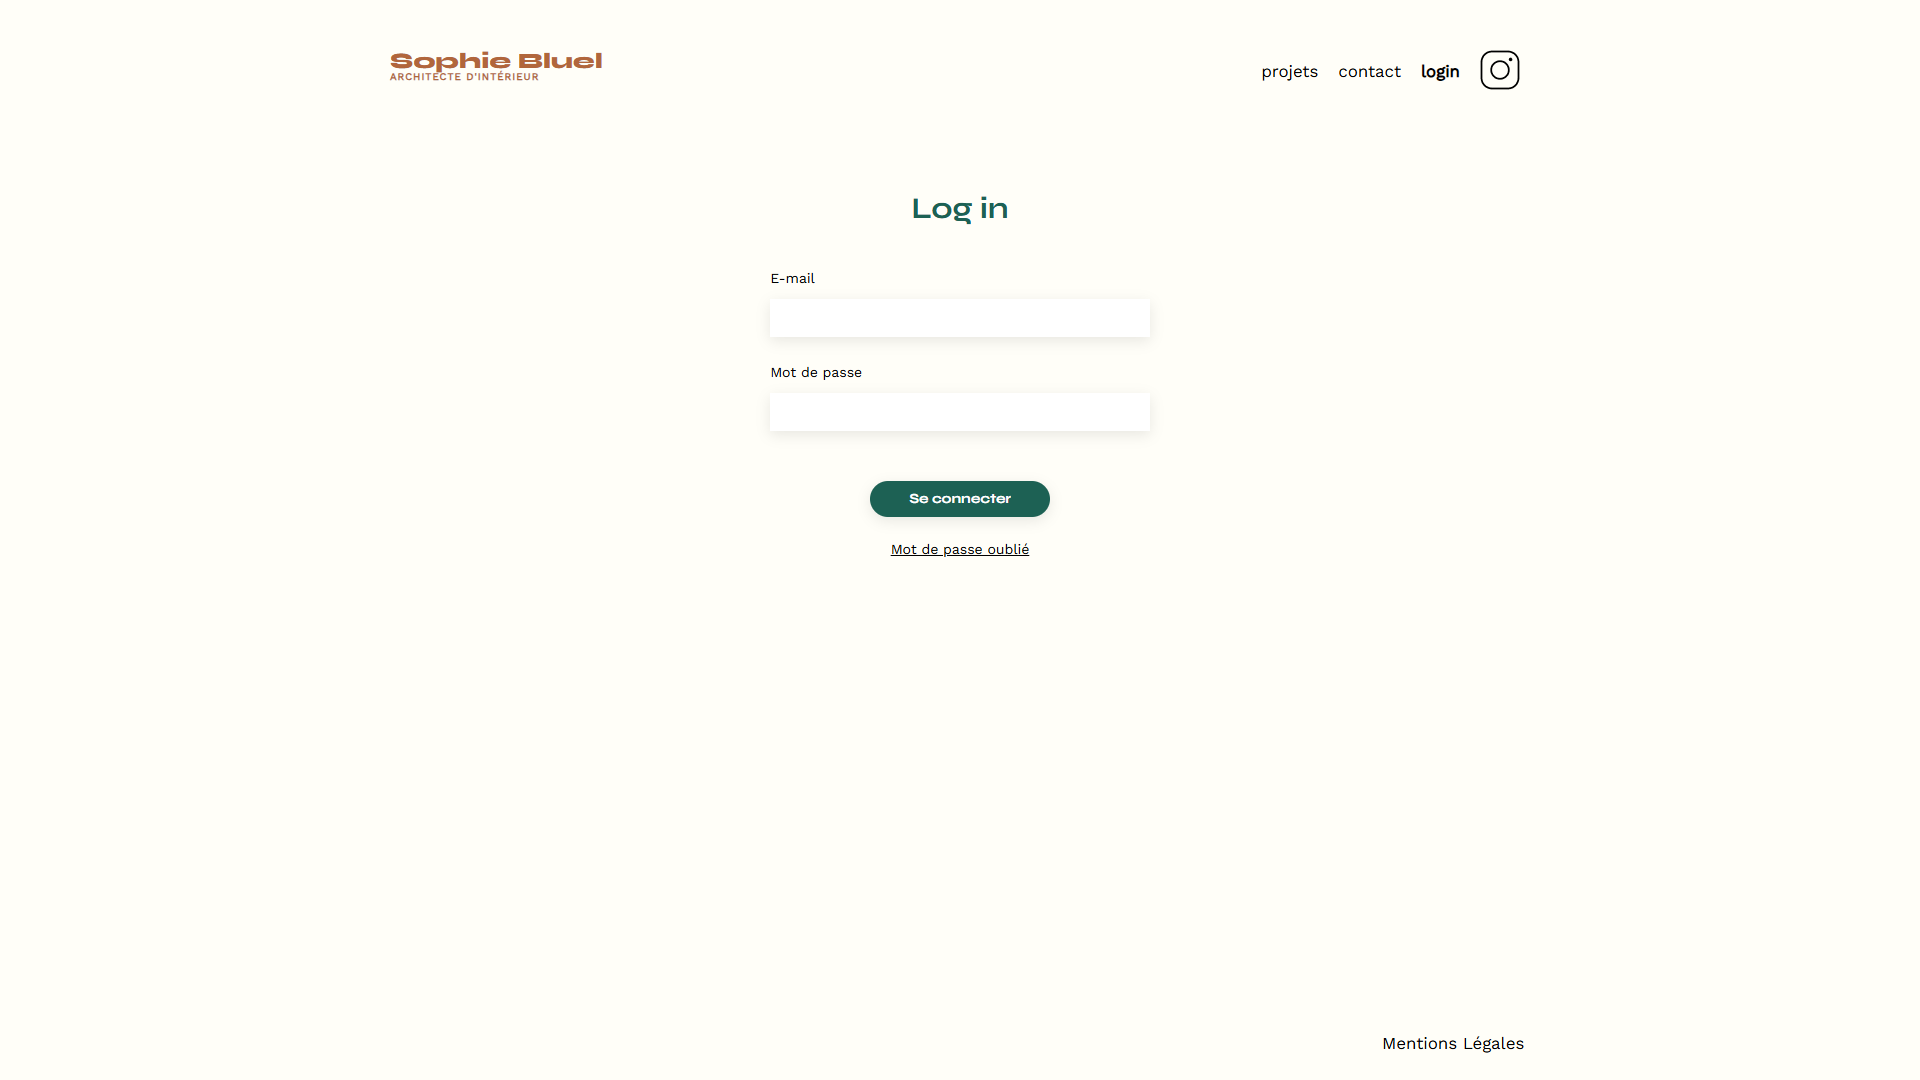 Sophie Bluel
ARCHITECTE D'INTÉRIEUR
projets
contact
login
Log in
E-mail
Mot de passe
Se connecter
Mot de passe oublié
Mentions Légales